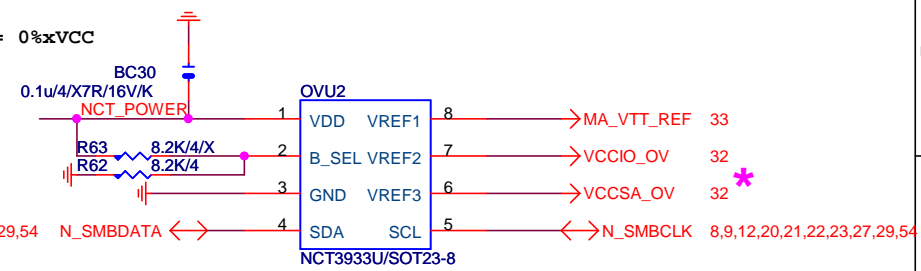 = 0%xVCC
BC30
0.1u/4/X7R/16V/K
OVU2
NCT_POWER
1 VDD VREF1 8 MA_VTT_REF 33
R63 8.2K/4/X
2 B_SEL VREF2 7 VCCIO_OV 32
R62 8.2K/4
3 GND VREF3 6 VCCSA_OV 32 *
29,54 N_SMBDATA 4 SDA SCL 5 N_SMBCLK 8,9,12,20,21,22,23,27,29,54
NCT3933U/SOT23-8